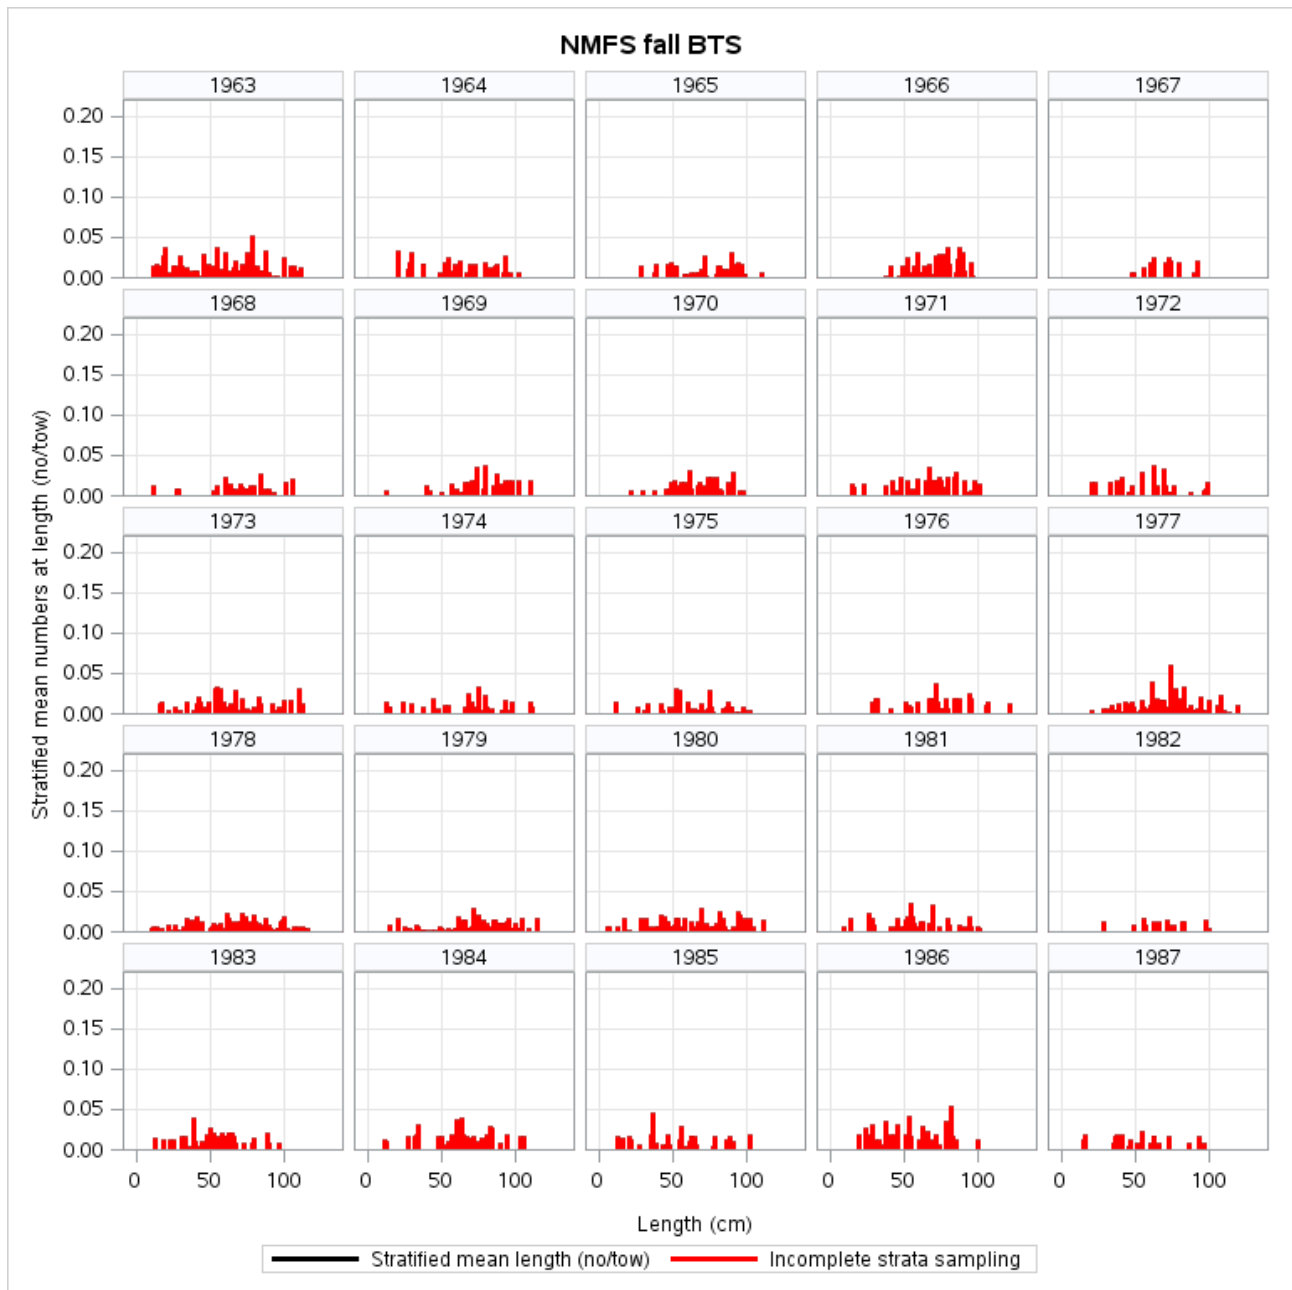 NMFS fall BTS
1963 1964 1965 1966 1967
0.20
0.15
0.10
0.05
0.00
1968 1969 1970 1971 1972
0.20
0.15
0.10
0.05
0.00
1973 1974 1975 1976 1977
0.20
0.15
0.10
0.05
0.00
1978 1979 1980 1981 1982
0.20
0.15
0.10
0.05
0.00
1983 1984 1985 1986 1987
0.20
0.15
0.10
0.05
0.00
Stratified mean numbers at length (no/tow)
0 50 100 0 50 100 0 50 100 0 50 100 0 50 100
Length (cm)
Stratified mean length (no/tow) Incomplete strata sampling